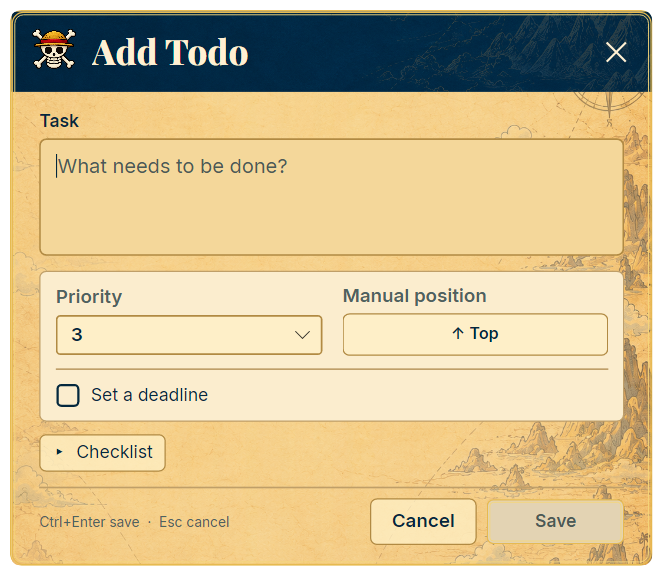 Add Todo
Task
What needs to be done?
Priority
Manual position
3
↑ Top
Set a deadline
Checklist
Ctrl+Enter save · Esc cancel
Cancel
Save